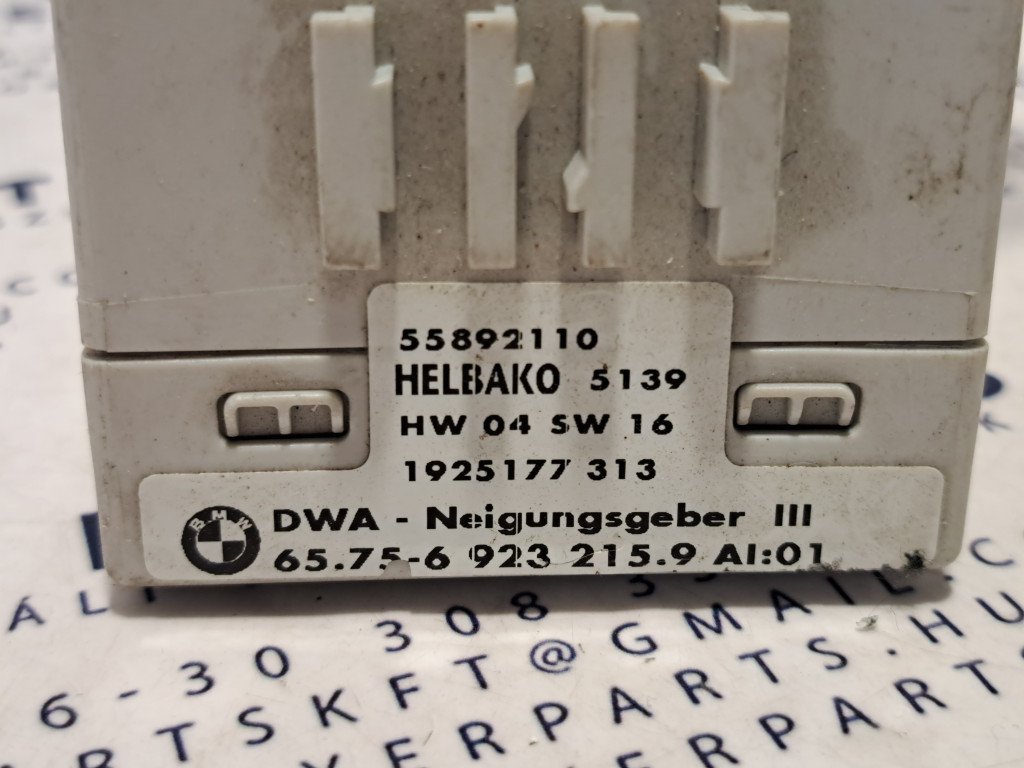 55892110
HELBAKO 5139
HW 04 SW 16
1925177 313
BMW
DWA - Neigungsgeber III
65.75-6 923 215.9 AI:01
6-30 308
RTSKFT@GMAIL.C
ERPARTS.HU
ERPART